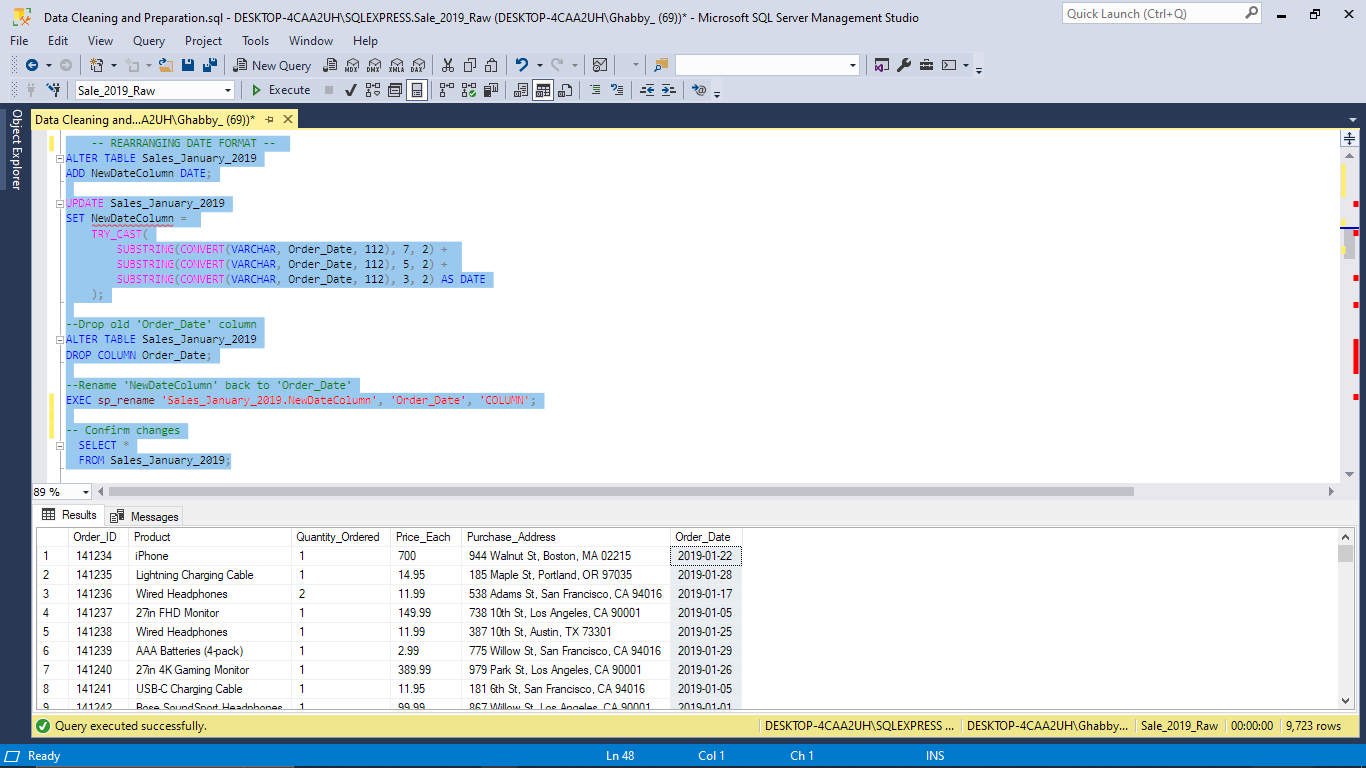 Data Cleaning and Preparation.sql - DESKTOP-4CAA2UH\SQLEXPRESS.Sale_2019_Raw (DESKTOP-4CAA2UH\Ghabby_ (69))* - Microsoft SQL Server Management Studio
Quick Launch (Ctrl+Q)
File Edit View Query Project Tools Window Help
New Query MDX DMX XMLA DAX
Sale_2019_Raw Execute
Object Explorer
Data Cleaning and...A2UH\Ghabby_ (69))*
-- REARRANGING DATE FORMAT --
ALTER TABLE Sales_January_2019
ADD NewDateColumn DATE;
UPDATE Sales_January_2019
SET NewDateColumn =
TRY_CAST(
SUBSTRING(CONVERT(VARCHAR, Order_Date, 112), 7, 2) +
SUBSTRING(CONVERT(VARCHAR, Order_Date, 112), 5, 2) +
SUBSTRING(CONVERT(VARCHAR, Order_Date, 112), 3, 2) AS DATE
);
--Drop old 'Order_Date' column
ALTER TABLE Sales_January_2019
DROP COLUMN Order_Date;
--Rename 'NewDateColumn' back to 'Order_Date'
EXEC sp_rename 'Sales_January_2019.NewDateColumn', 'Order_Date', 'COLUMN';
-- Confirm changes
SELECT *
FROM Sales_January_2019;
89 %
Results Messages
Order_ID Product Quantity_Ordered Price_Each Purchase_Address Order_Date
1 141234 iPhone 1 700 944 Walnut St, Boston, MA 02215 2019-01-22
2 141235 Lightning Charging Cable 1 14.95 185 Maple St, Portland, OR 97035 2019-01-28
3 141236 Wired Headphones 2 11.99 538 Adams St, San Francisco, CA 94016 2019-01-17
4 141237 27in FHD Monitor 1 149.99 738 10th St, Los Angeles, CA 90001 2019-01-05
5 141238 Wired Headphones 1 11.99 387 10th St, Austin, TX 73301 2019-01-25
6 141239 AAA Batteries (4-pack) 1 2.99 775 Willow St, San Francisco, CA 94016 2019-01-29
7 141240 27in 4K Gaming Monitor 1 389.99 979 Park St, Los Angeles, CA 90001 2019-01-26
8 141241 USB-C Charging Cable 1 11.95 181 6th St, San Francisco, CA 94016 2019-01-05
9 141242 Bose SoundSport Headphones 1 99.99 867 Willow St, Los Angeles, CA 90001 2019-01-01
Query executed successfully. DESKTOP-4CAA2UH\SQLEXPRESS ... DESKTOP-4CAA2UH\Ghabby... Sale_2019_Raw 00:00:00 9,723 rows
Ready Ln 48 Col 1 Ch 1 INS